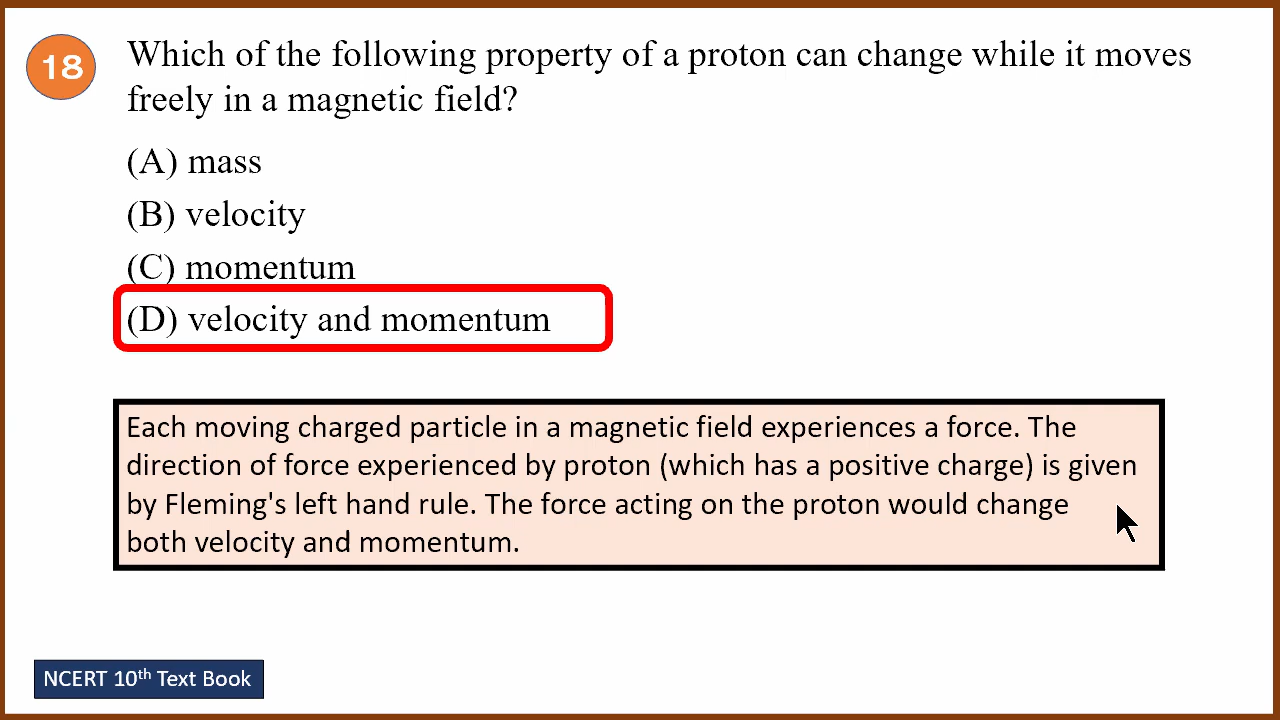 18
Which of the following property of a proton can change while it moves
freely in a magnetic field?
(A) mass
(B) velocity
(C) momentum
(D) velocity and momentum
Each moving charged particle in a magnetic field experiences a force. The
direction of force experienced by proton (which has a positive charge) is given
by Fleming's left hand rule. The force acting on the proton would change
both velocity and momentum.
NCERT 10th Text Book